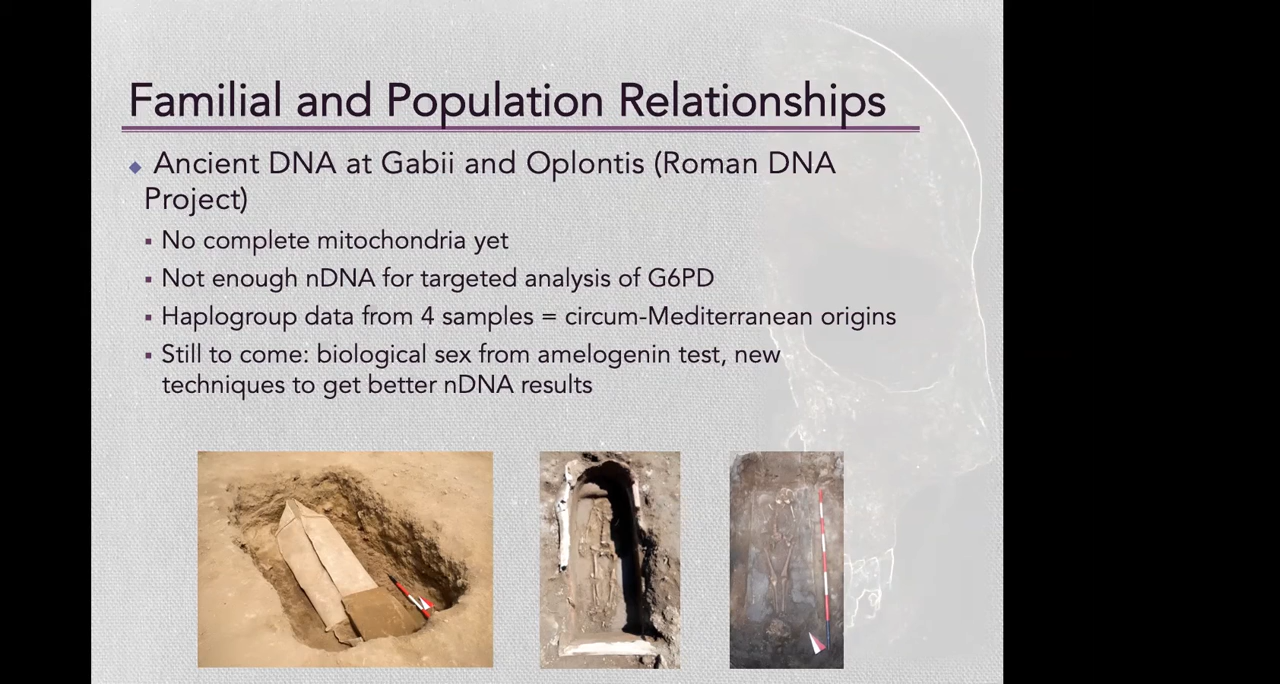 Familial and Population Relationships
◆ Ancient DNA at Gabii and Oplontis (Roman DNA
Project)
▪ No complete mitochondria yet
▪ Not enough nDNA for targeted analysis of G6PD
▪ Haplogroup data from 4 samples = circum-Mediterranean origins
▪ Still to come: biological sex from amelogenin test, new
techniques to get better nDNA results